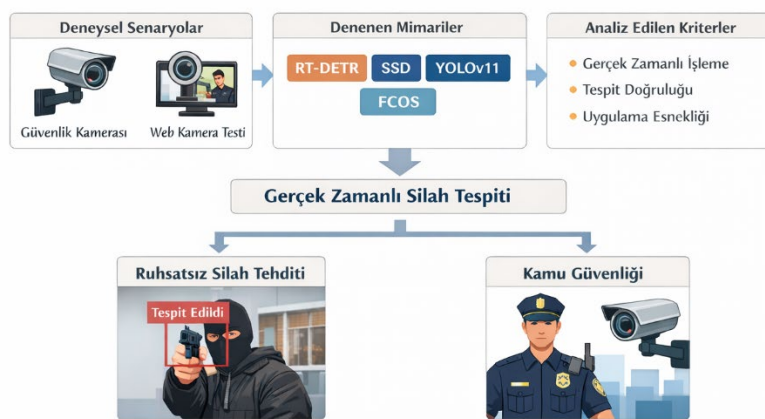 Deneysel Senaryolar
Güvenlik Kamerası
Web Kamera Testi
Denenen Mimariler
RT-DETR
SSD
YOLOv11
FCOS
Analiz Edilen Kriterler
• Gerçek Zamanlı İşleme
• Tespit Doğruluğu
• Uygulama Esnekliği
Gerçek Zamanlı Silah Tespiti
Ruhsatsız Silah Tehditi
Tespit Edildi
Kamu Güvenliği